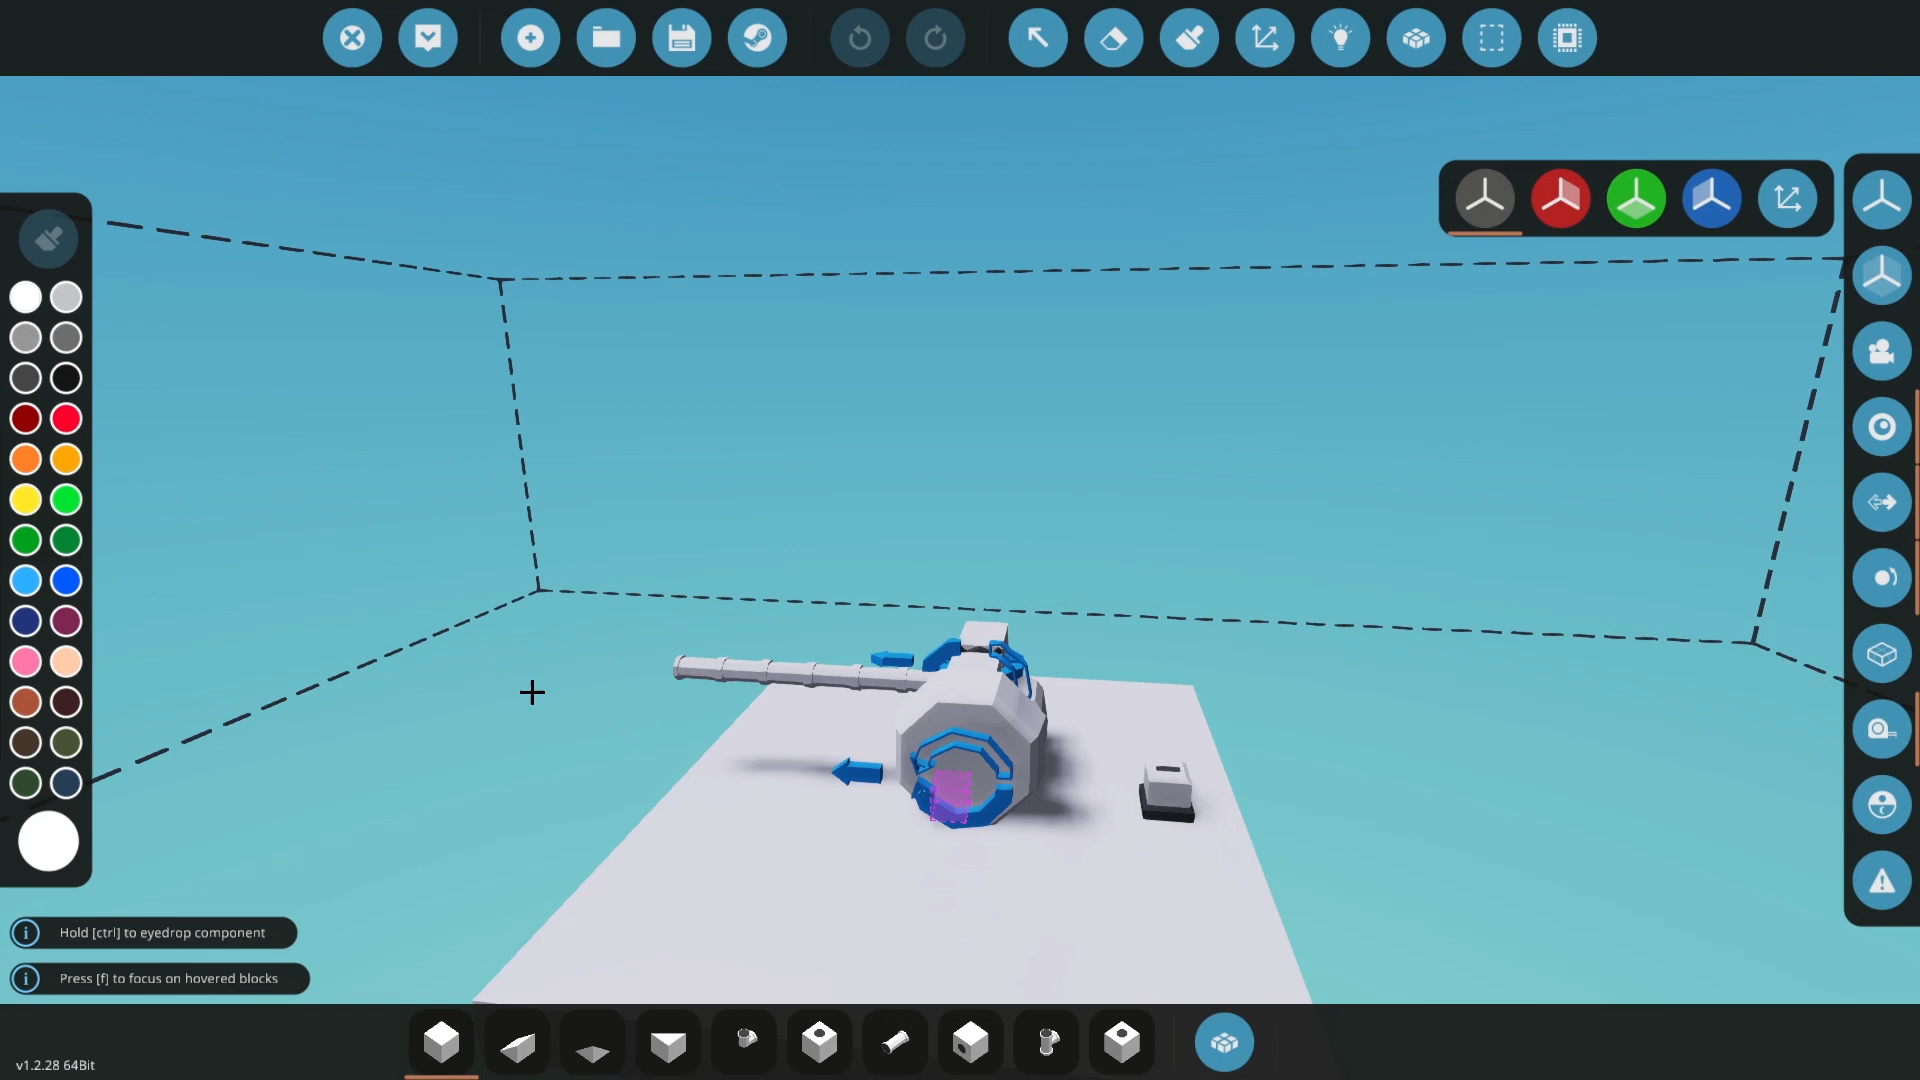 Hold [ctrl] to eyedrop component
Press [f] to focus on hovered blocks
v1.2.28 64Bit